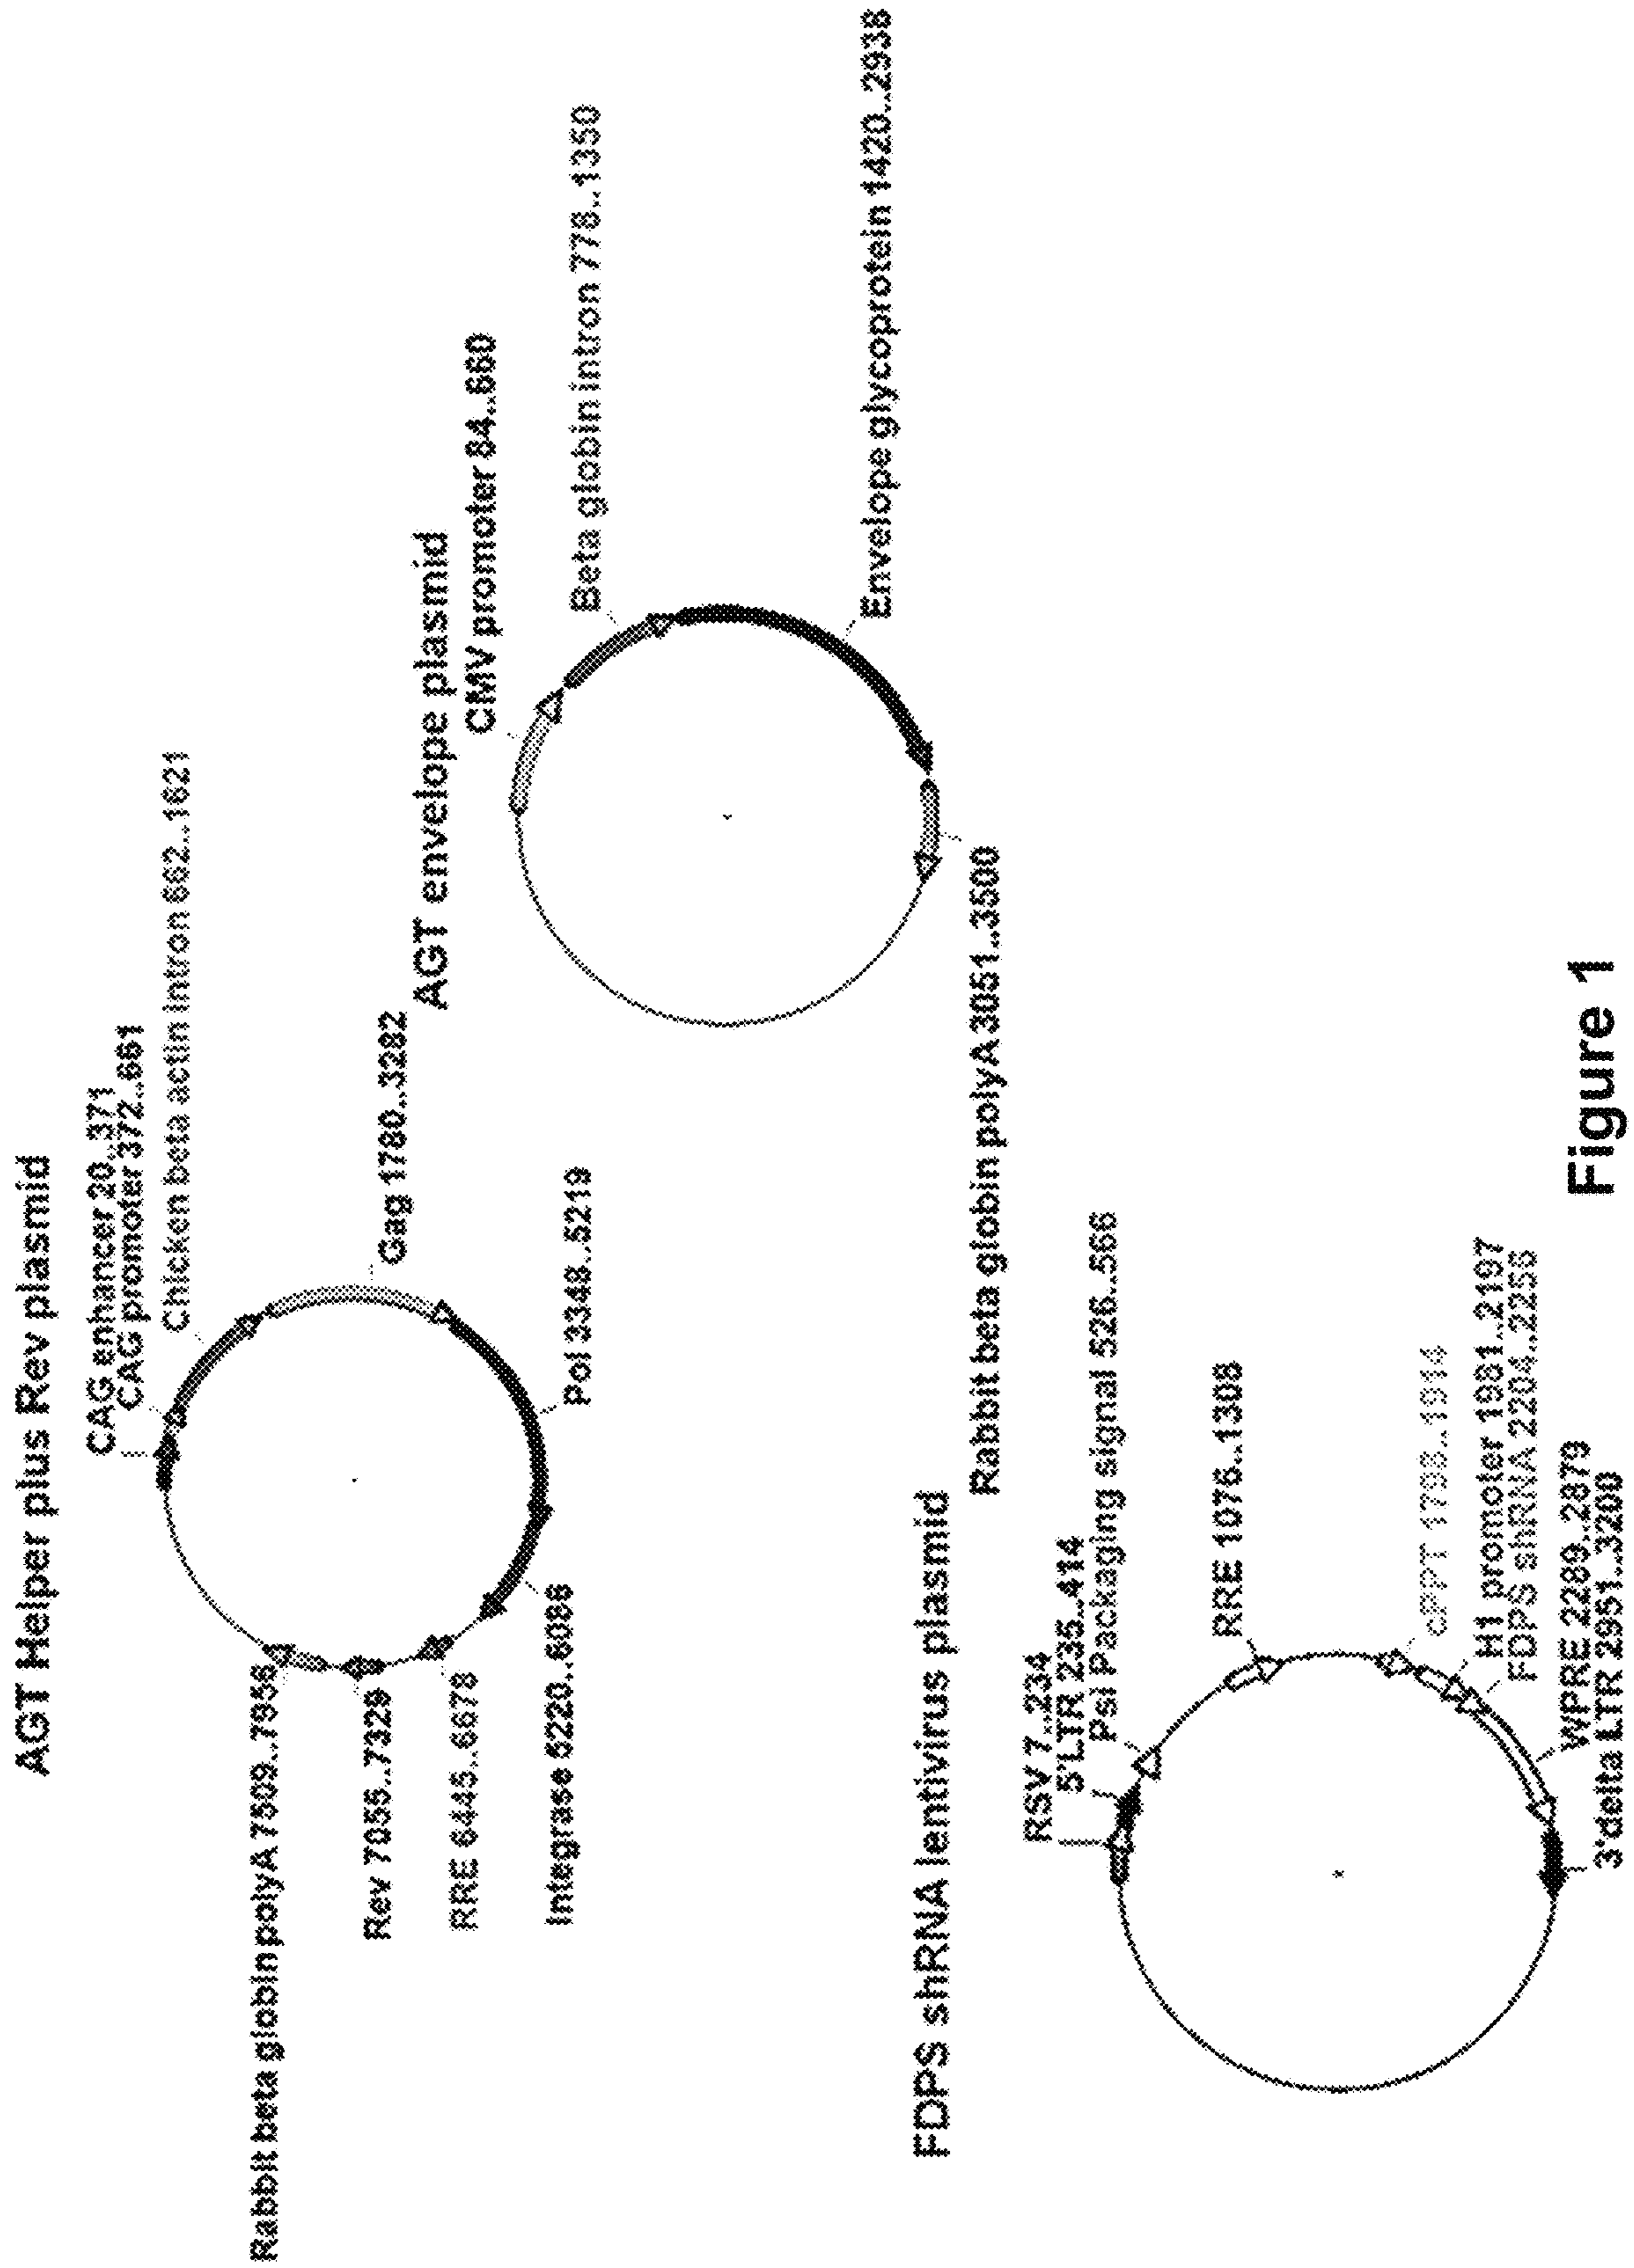 AGT Helper plus Rev plasmid
CAG enhancer 20..371
CAG promoter 372..661
Chicken beta actin intron 662..1621
Gag 1780..3282
Pol 3348..5219
Integrase 5220..6086
RRE 6445..6678
Rev 7055..7329
Rabbit beta globin polyA 7509..7956
AGT envelope plasmid
CMV promoter 84..660
Beta globin intron 778..1350
Envelope glycoprotein 1420..2938
Rabbit beta globin polyA 3051..3500
FDPS shRNA lentivirus plasmid
RSV 7..234
5'LTR 235..414
Psi Packaging signal 526..566
RRE 1076..1308
cPPT 1798..1914
H1 promoter 1981..2197
FDPS shRNA 2204..2256
WPRE 2289..2879
3'delta LTR 2951..3200
Figure 1